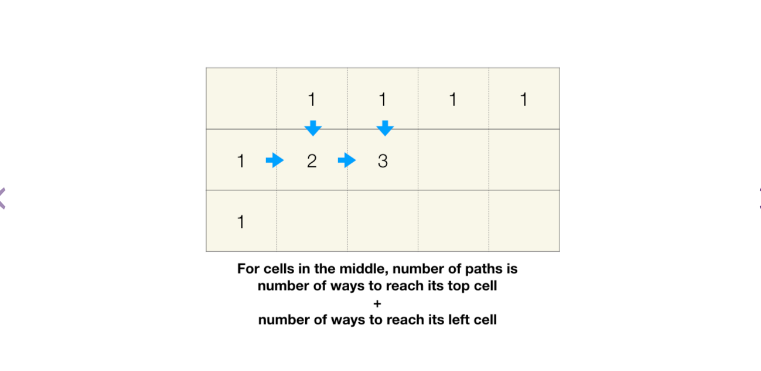 1 1 1 1
1 2 3
1
For cells in the middle, number of paths is
number of ways to reach its top cell
+
number of ways to reach its left cell